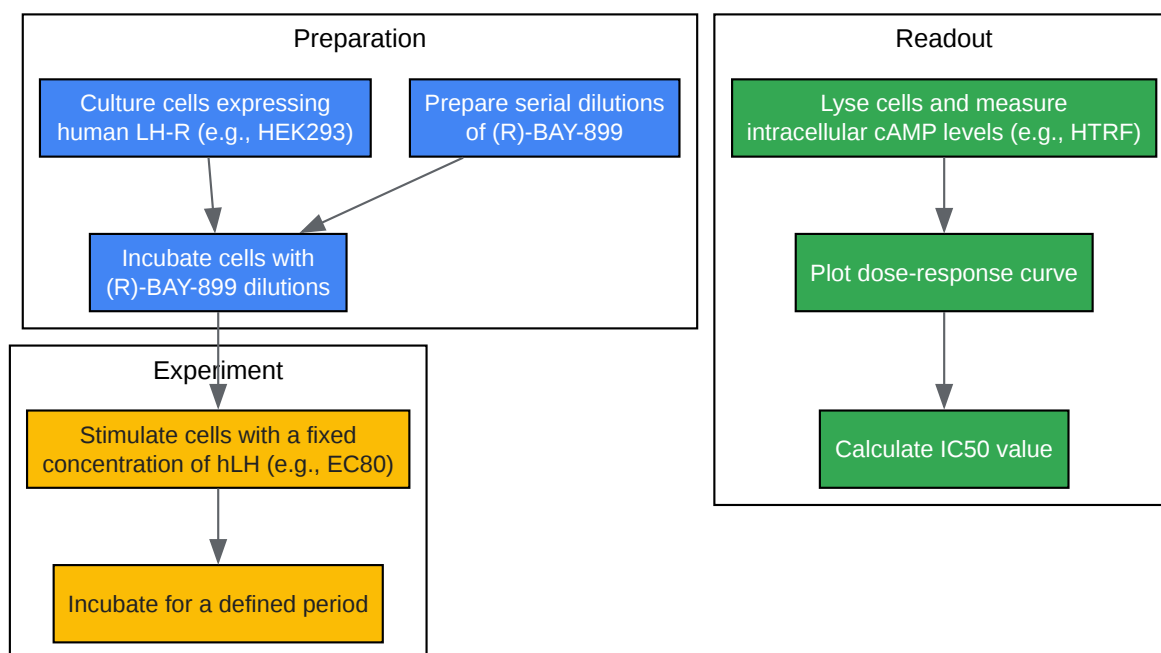 Preparation
Culture cells expressing
human LH-R (e.g., HEK293)
Prepare serial dilutions
of (R)-BAY-899
Incubate cells with
(R)-BAY-899 dilutions
Experiment
Stimulate cells with a fixed
concentration of hLH (e.g., EC80)
Incubate for a defined period
Readout
Lyse cells and measure
intracellular cAMP levels (e.g., HTRF)
Plot dose-response curve
Calculate IC50 value